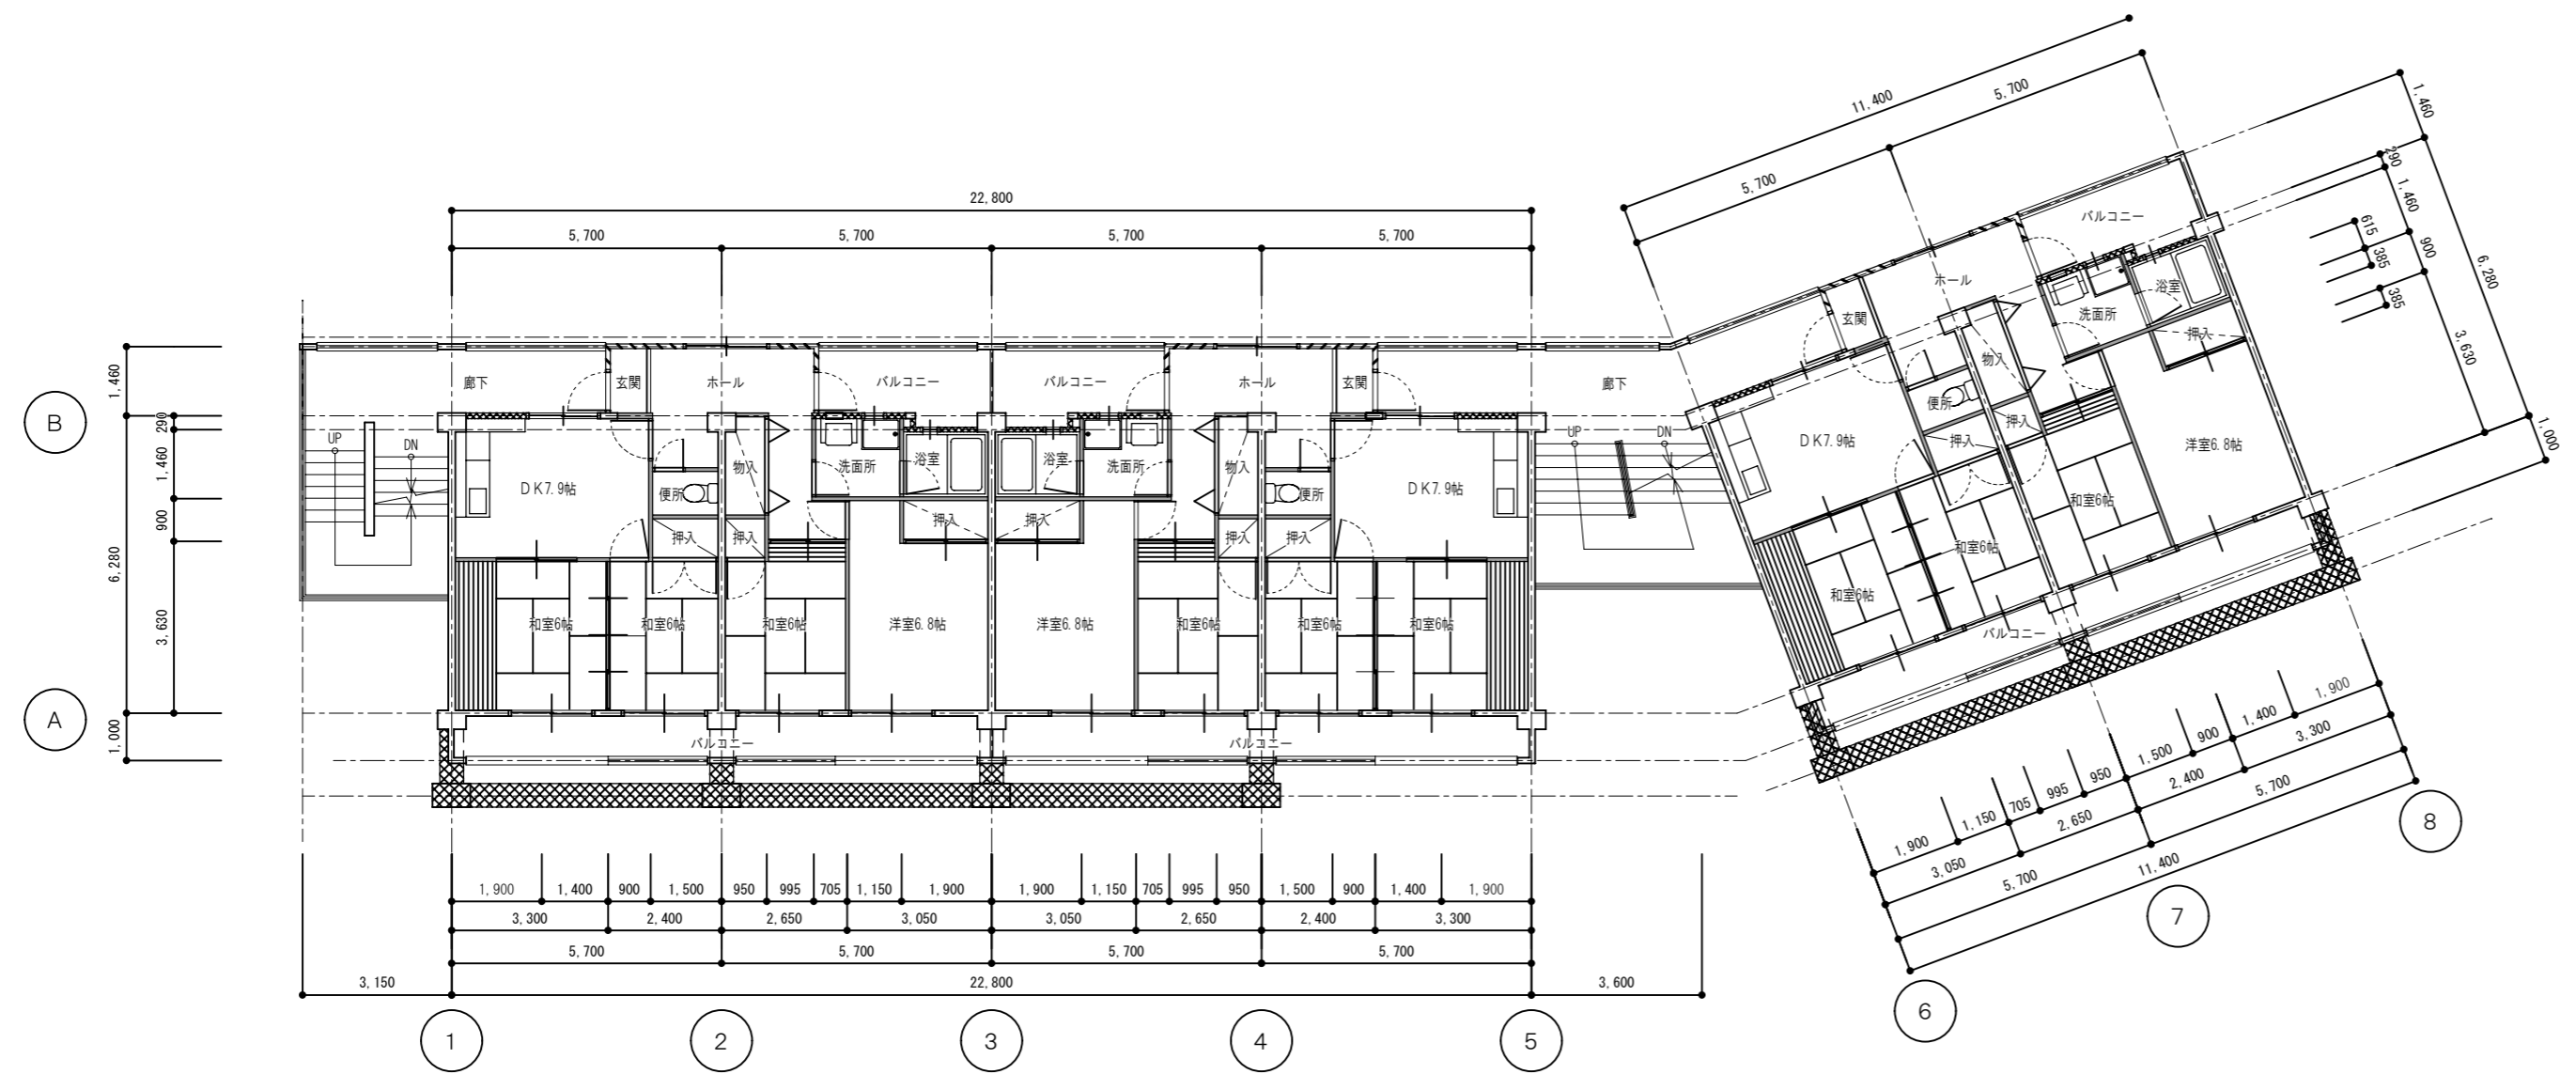 11,400
5,700
5,700
22,800
5,700
5,700
5,700
5,700
1,460
6,280
1,000
290
1,460
900
3,630
615
385
385
B
A
1,460
6,280
1,000
290
1,460
900
3,630
廊下
玄関
ホール
バルコニー
バルコニー
ホール
玄関
廊下
UP
DN
DK7.9帖
便所
物入
洗面所
浴室
浴室
洗面所
物入
便所
DK7.9帖
UP
DN
押入
押入
押入
押入
押入
押入
和室6帖
和室6帖
和室6帖
洋室6.8帖
洋室6.8帖
和室6帖
和室6帖
和室6帖
バルコニー
バルコニー
バルコニー
ホール
玄関
浴室
洗面所
押入
物入
便所
押入
押入
DK7.9帖
洋室6.8帖
和室6帖
和室6帖
和室6帖
バルコニー
1,900
1,400
900
1,500
950
995
705
1,150
1,900
1,900
1,150
705
995
950
1,500
900
1,400
1,900
3,300
2,400
2,650
3,050
3,050
2,650
2,400
3,300
5,700
5,700
5,700
5,700
3,150
22,800
3,600
1,900
1,150
705
995
950
1,500
900
1,400
1,900
3,050
2,650
2,400
3,300
5,700
5,700
11,400
1
2
3
4
5
6
7
8